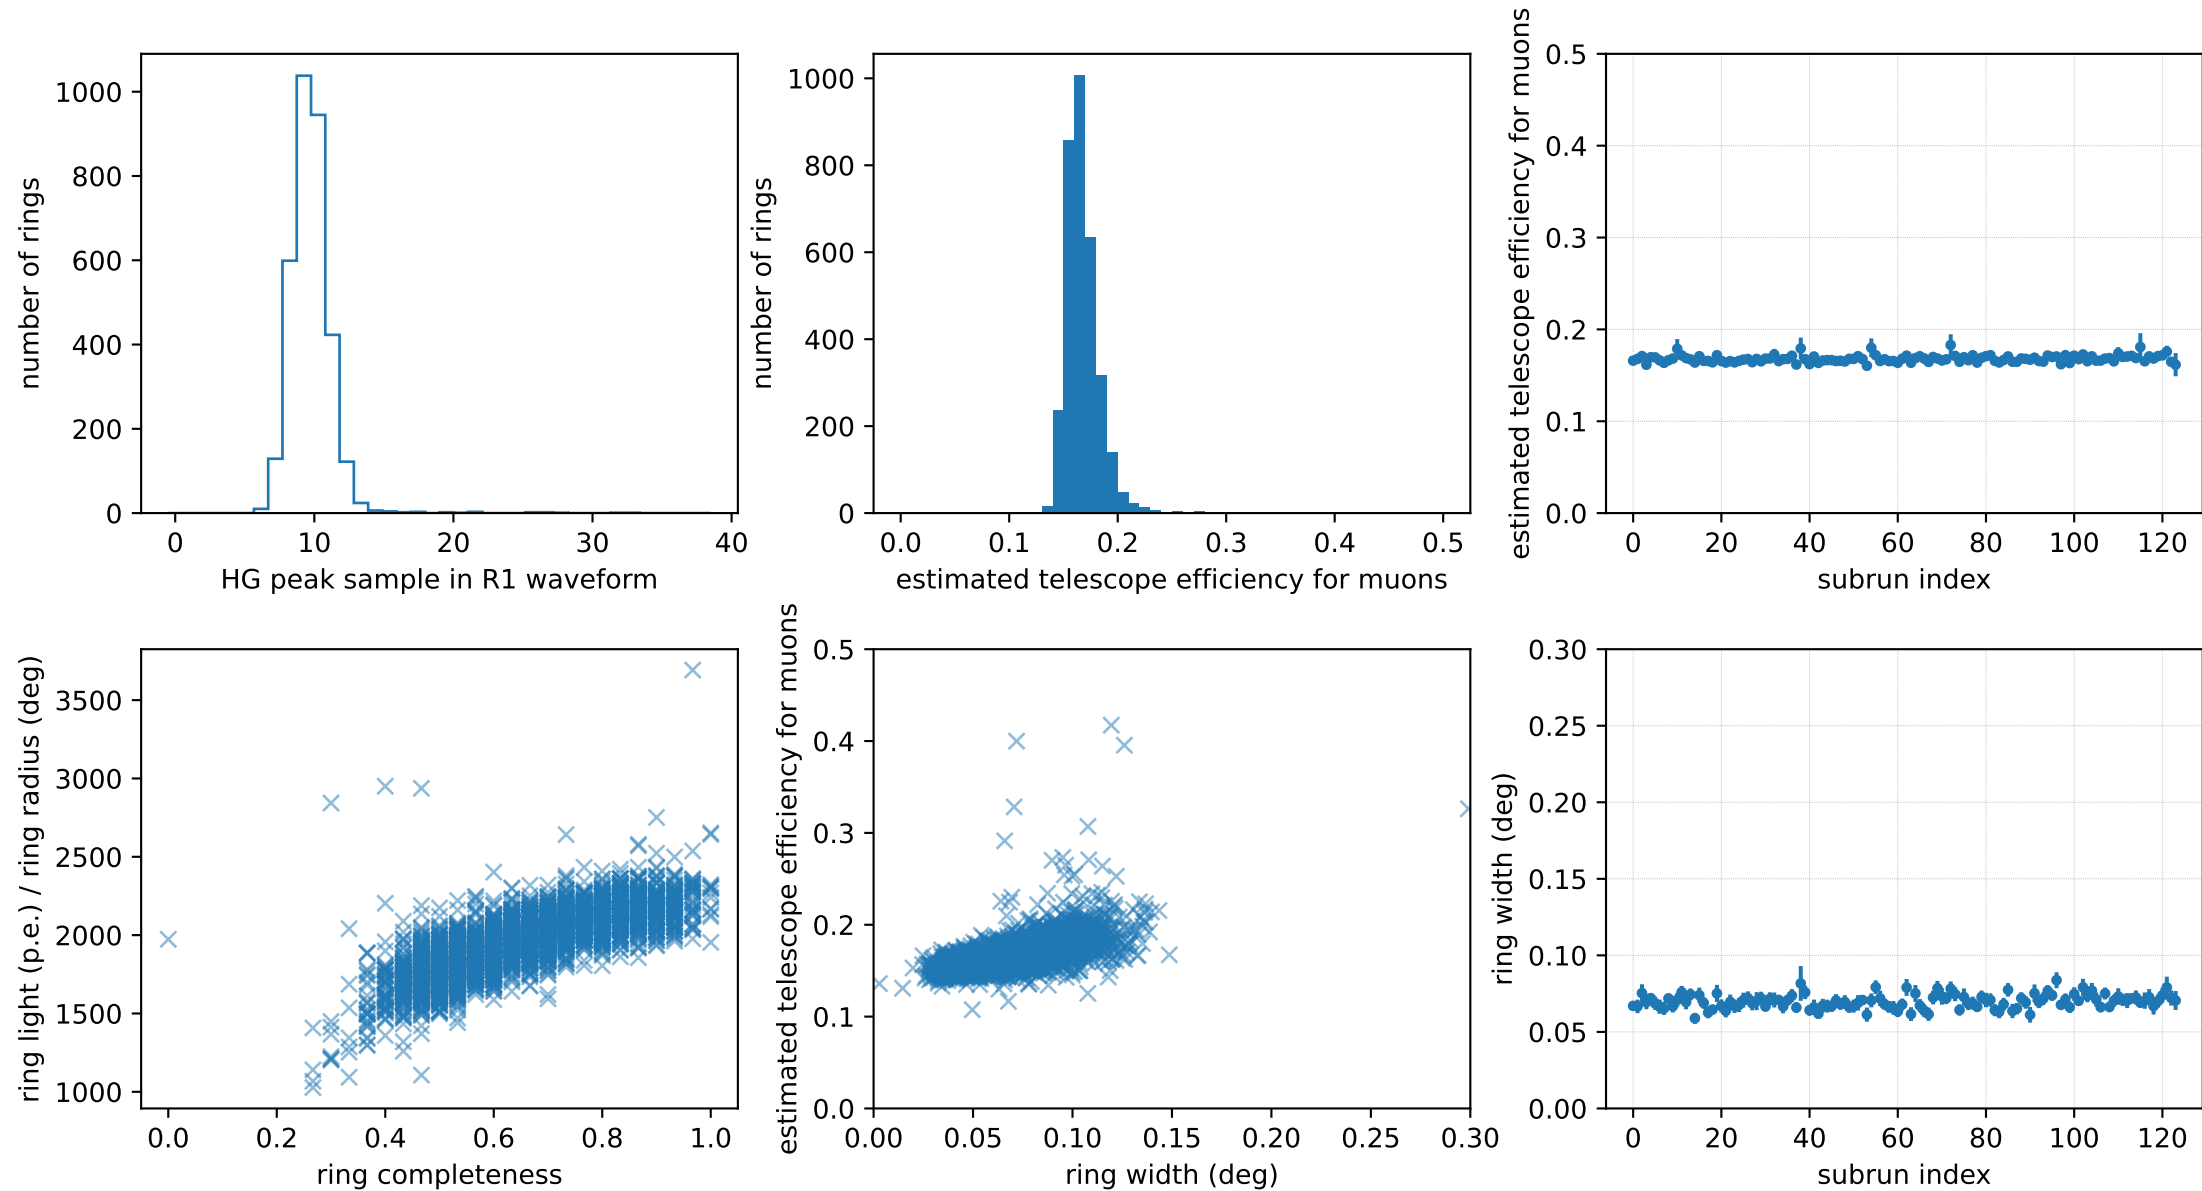 number of rings
1000
800
600
400
200
0
0 10 20 30 40
HG peak sample in R1 waveform
number of rings
1000
800
600
400
200
0
0.0 0.1 0.2 0.3 0.4 0.5
estimated telescope efficiency for muons
estimated telescope efficiency for muons
0.5
0.4
0.3
0.2
0.1
0.0
0 20 40 60 80 100 120
subrun index
ring light (p.e.) / ring radius (deg)
3500
3000
2500
2000
1500
1000
0.0 0.2 0.4 0.6 0.8 1.0
ring completeness
estimated telescope efficiency for muons
0.5
0.4
0.3
0.2
0.1
0.0
0.00 0.05 0.10 0.15 0.20 0.25 0.30
ring width (deg)
ring width (deg)
0.30
0.25
0.20
0.15
0.10
0.05
0.00
0 20 40 60 80 100 120
subrun index